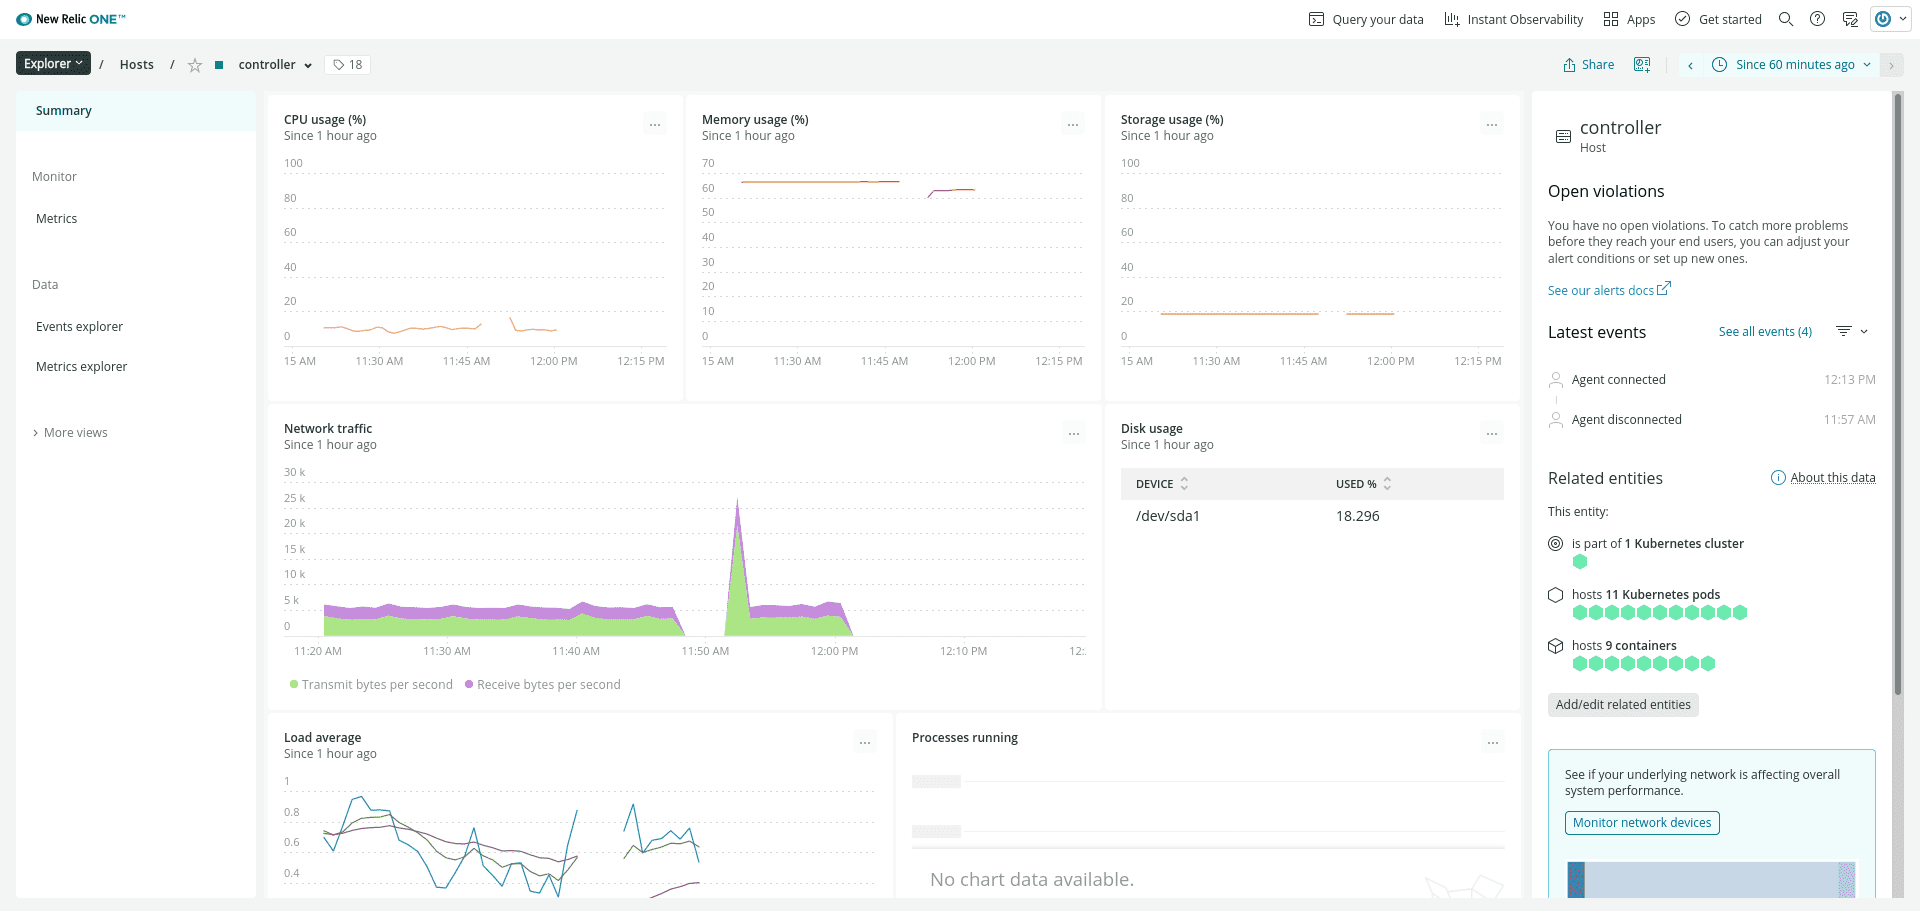 New Relic ONE™
Query your data
Instant Observability
Apps
Get started
Explorer
/
Hosts
/
controller
18
Share
Since 60 minutes ago
Summary
Monitor
Metrics
Data
Events explorer
Metrics explorer
More views
CPU usage (%)
Since 1 hour ago
100
80
60
40
20
0
15 AM 11:30 AM 11:45 AM 12:00 PM 12:15 PM
Memory usage (%)
Since 1 hour ago
70
60
50
40
30
20
10
0
15 AM 11:30 AM 11:45 AM 12:00 PM 12:15 PM
Storage usage (%)
Since 1 hour ago
100
80
60
40
20
0
15 AM 11:30 AM 11:45 AM 12:00 PM 12:15 PM
Network traffic
Since 1 hour ago
30 k
25 k
20 k
15 k
10 k
5 k
0
11:20 AM 11:30 AM 11:40 AM 11:50 AM 12:00 PM 12:10 PM 12:.
Transmit bytes per second Receive bytes per second
Disk usage
Since 1 hour ago
DEVICE USED %
/dev/sda1 18.296
Load average
Since 1 hour ago
1
0.8
0.6
0.4
Processes running
No chart data available.
controller
Host
Open violations
You have no open violations. To catch more problems
before they reach your end users, you can adjust your
alert conditions or set up new ones.
See our alerts docs
Latest events
See all events (4)
Agent connected 12:13 PM
Agent disconnected 11:57 AM
Related entities
About this data
This entity:
is part of 1 Kubernetes cluster
hosts 11 Kubernetes pods
hosts 9 containers
Add/edit related entities
See if your underlying network is affecting overall
system performance.
Monitor network devices